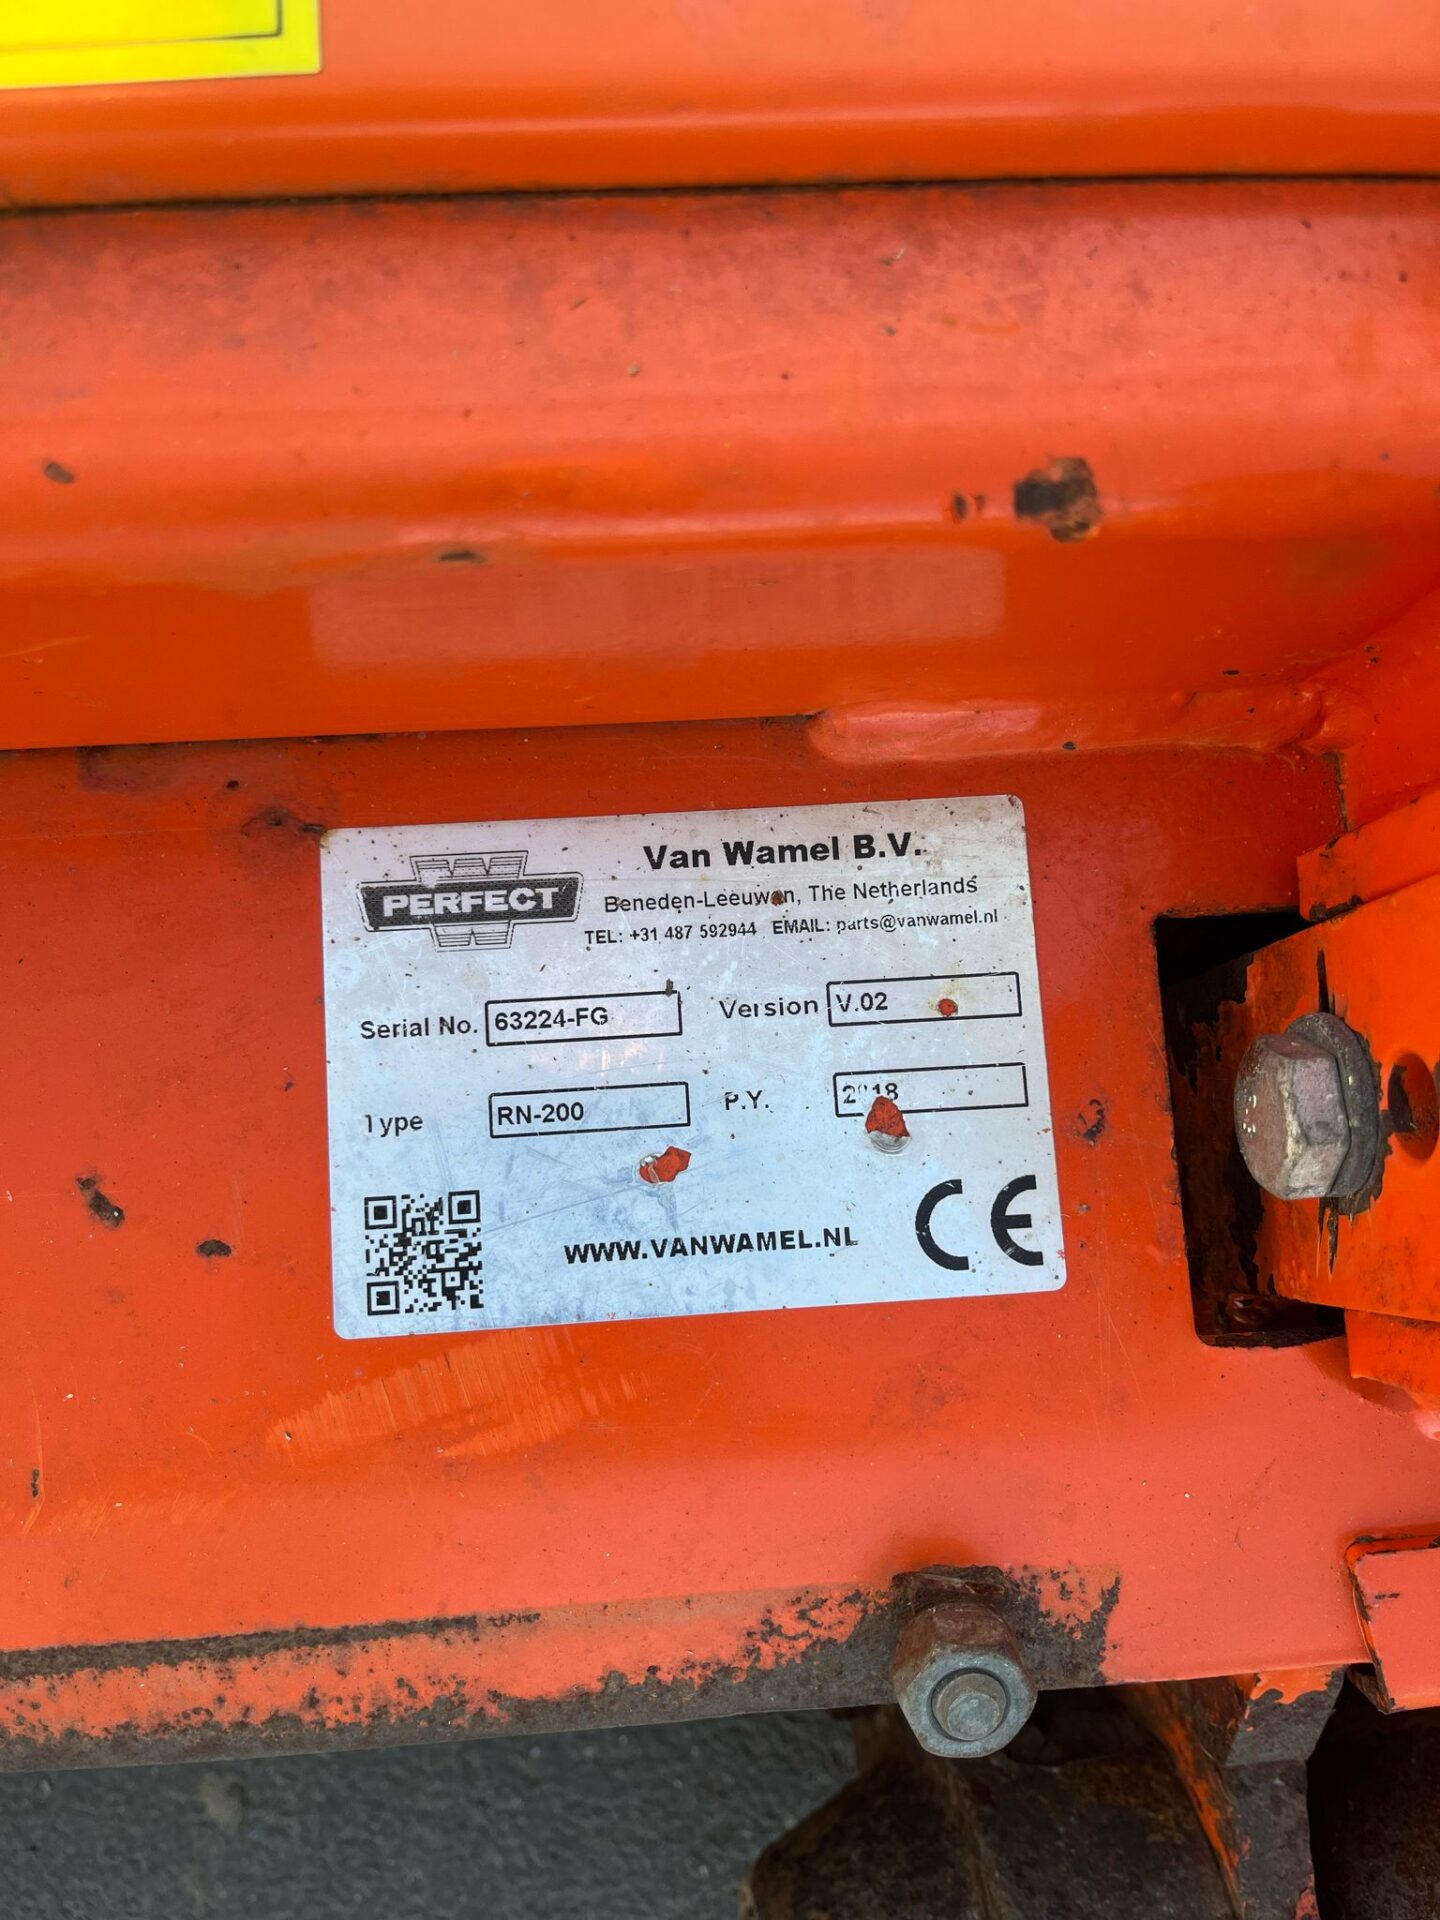 PERFECT
Van Wamel B.V.
Beneden-Leeuwen, The Netherlands
TEL: +31 487 592944 EMAIL: parts@vanwamel.nl
Serial No. 63224-FG Version V.02
Type RN-200 P.Y. 2018
WWW.VANWAMEL.NL
CE